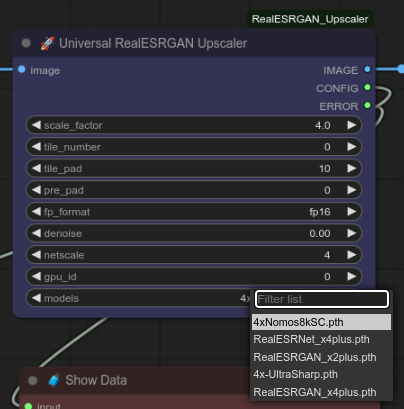 RealESRGAN_Upscaler
🚀 Universal RealESRGAN Upscaler
image
IMAGE
CONFIG
ERROR
scale_factor 4.0
tile_number 0
tile_pad 10
pre_pad 0
fp_format fp16
denoise 0.00
netscale 4
gpu_id 0
models 4x
Filter list
4xNomos8kSC.pth
RealESRNet_x4plus.pth
RealESRGAN_x2plus.pth
4x-UltraSharp.pth
RealESRGAN_x4plus.pth
Show Data
input